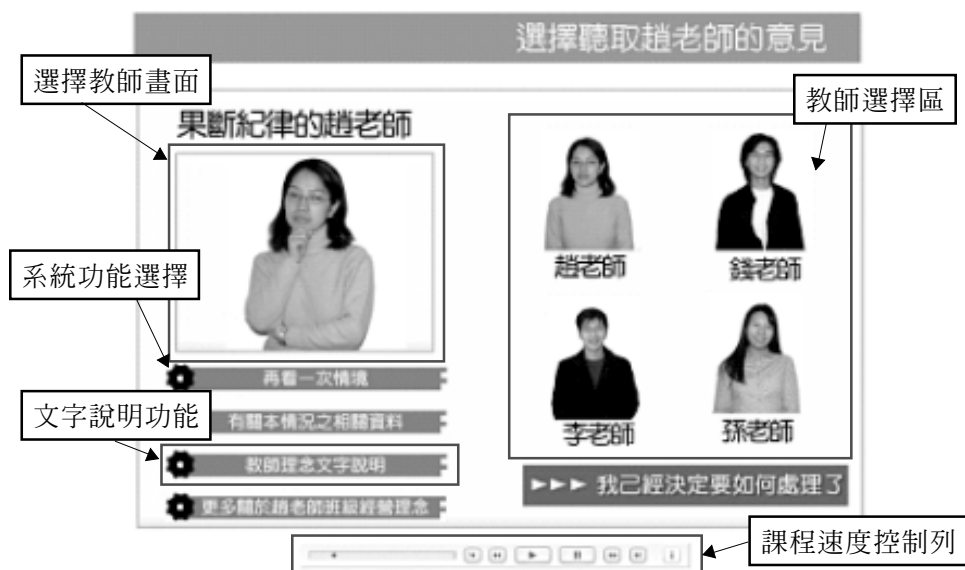 選擇聽取趙老師的意見
選擇教師畫面
教師選擇區
果斷紀律的趙老師
趙老師
錢老師
系統功能選擇
李老師
孫老師
再看一次情境
文字說明功能
有關本情況之相關資料
教師理念文字說明
更多關於趙老師班級經營理念
►►► 我已經決定要如何處理了
課程速度控制列